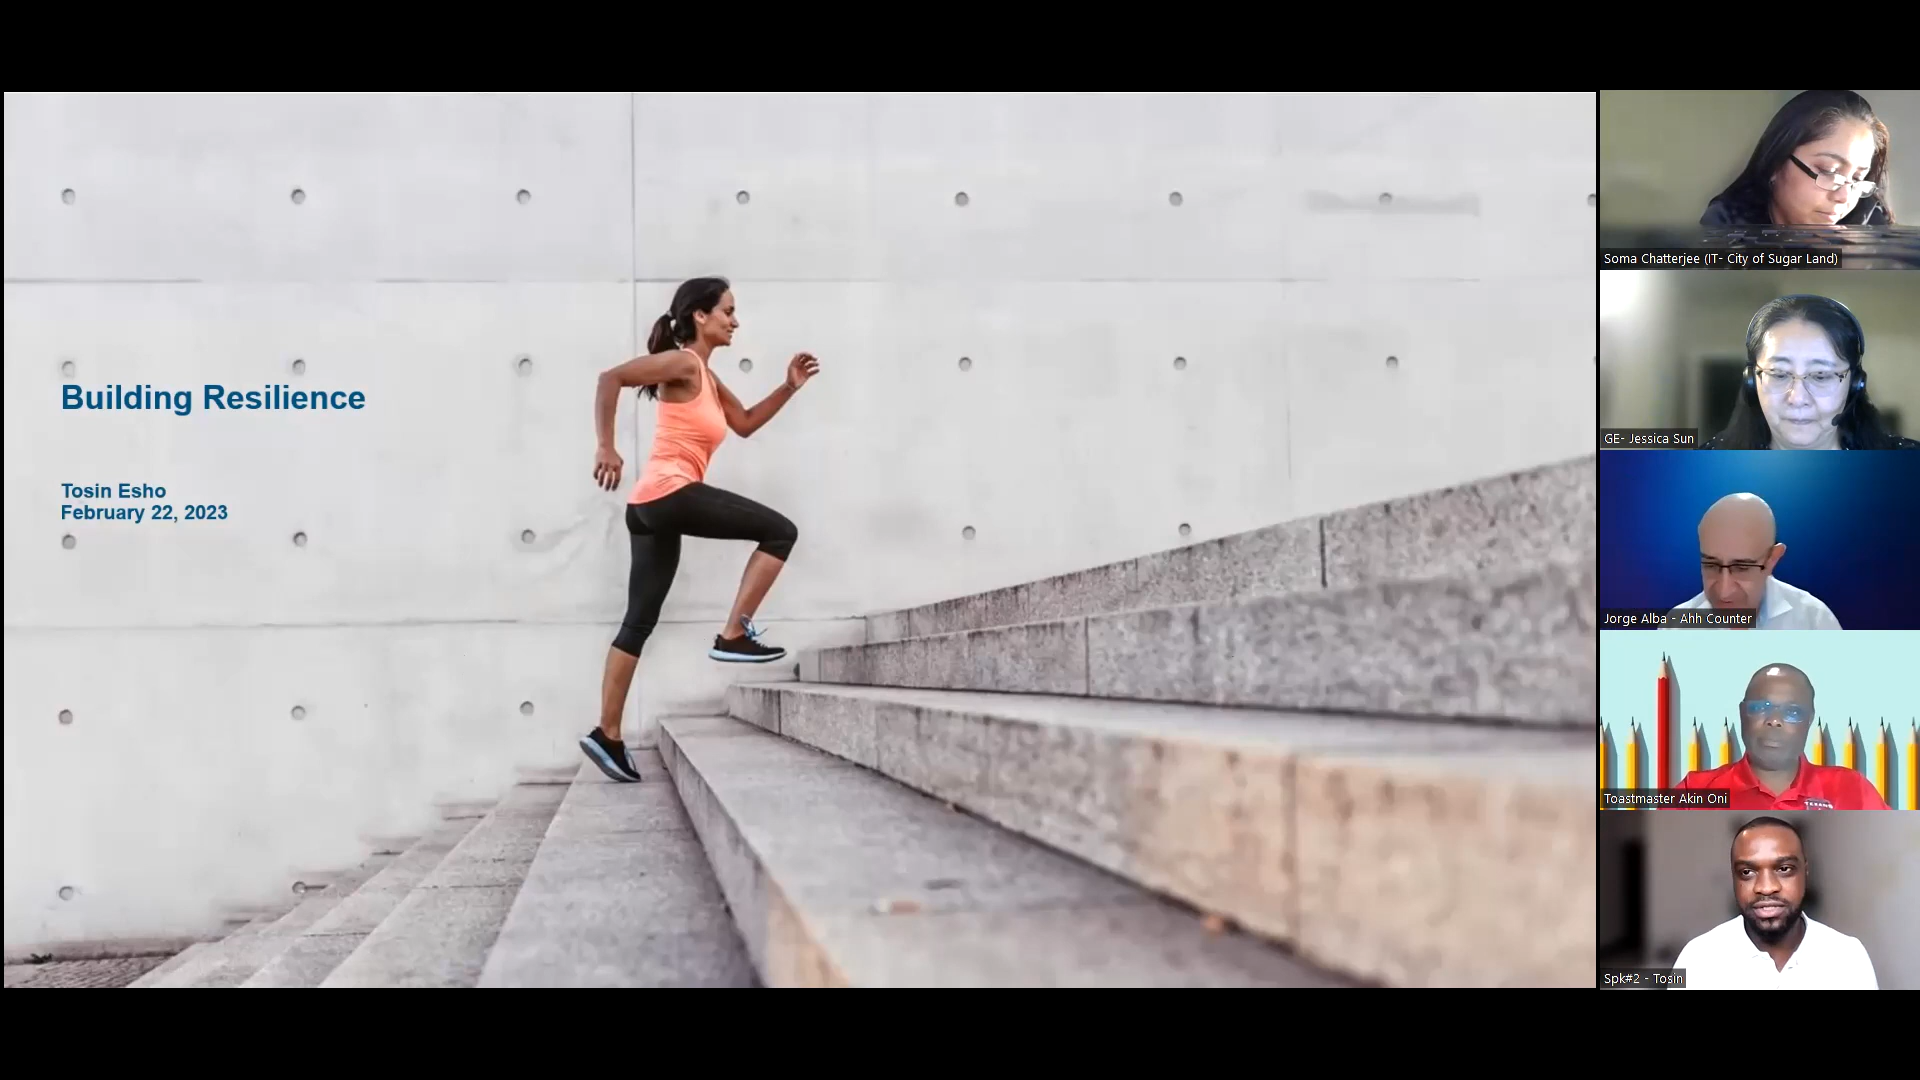 Building Resilience
Tosin Esho
February 22, 2023
Soma Chatterjee (IT- City of Sugar Land)
GE- Jessica Sun
Jorge Alba - Ahh Counter
Toastmaster Akin Oni
Spk#2 - Tosin